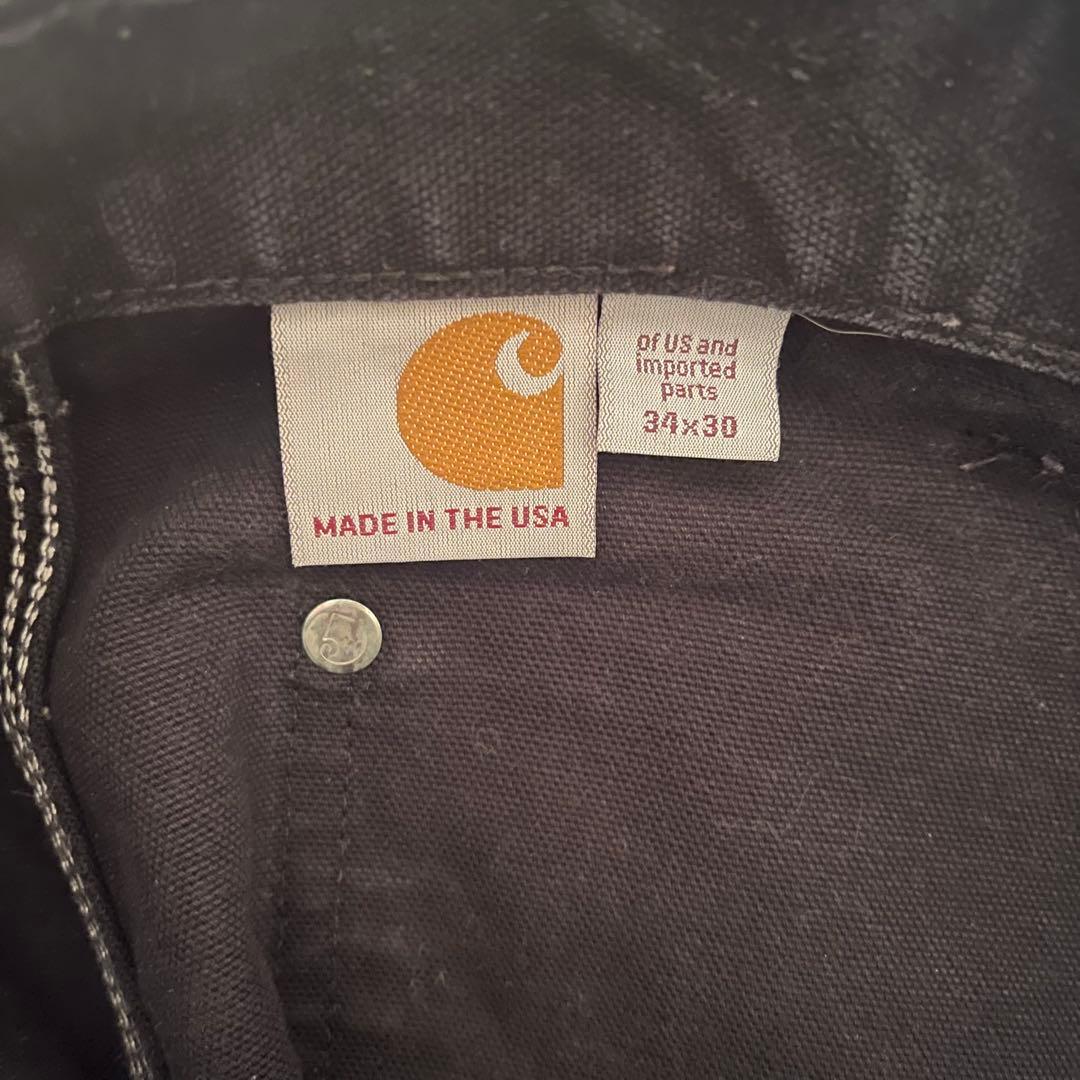 MADE IN THE USA
of US and
imported
parts
34x30
5